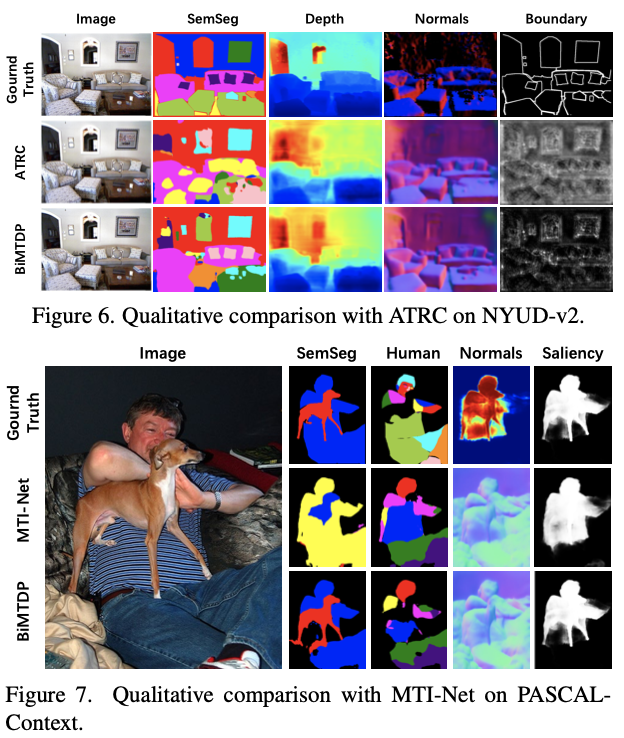 Image SemSeg Depth Normals Boundary
Gournd
Truth
ATRC
BiMTDP
Figure 6. Qualitative comparison with ATRC on NYUD-v2.
Image SemSeg Human Normals Saliency
Gournd
Truth
MTI-Net
BiMTDP
Figure 7. Qualitative comparison with MTI-Net on PASCAL-
Context.